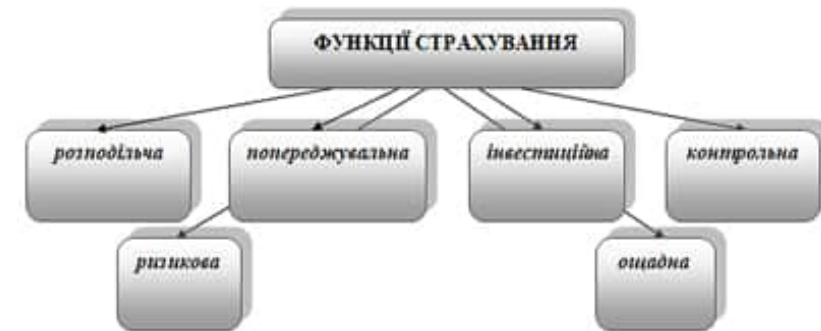 ФУНКЦІЇ СТРАХУВАННЯ
розподільча
попереджувальна
інвестиційна
контрольна
ризикова
ощадна